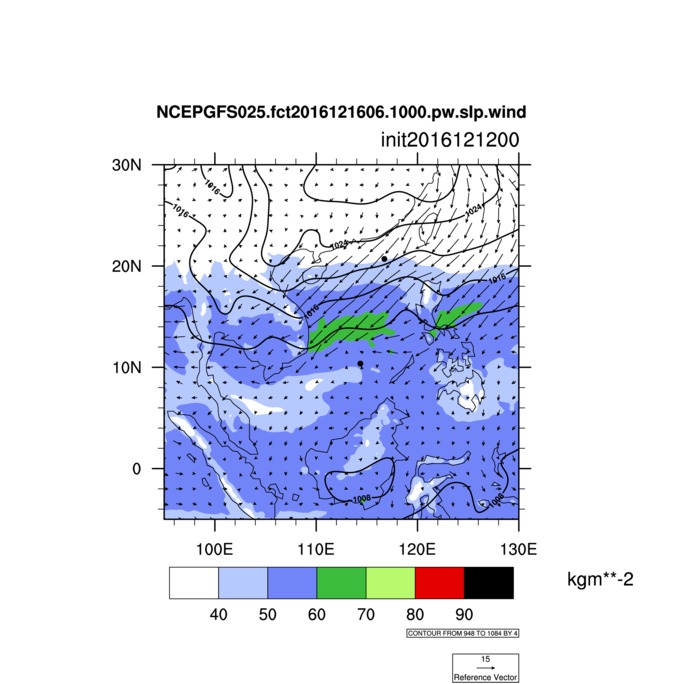 NCEPGFS025.fct2016121606.1000.pw.slp.wind
init2016121200
30N
20N
10N
0
1016
1016
1024
1024
1016
1016
1008
1008
100E 110E 120E 130E
kgm**-2
40 50 60 70 80 90
CONTOUR FROM 948 TO 1084 BY 4
15
Reference Vector